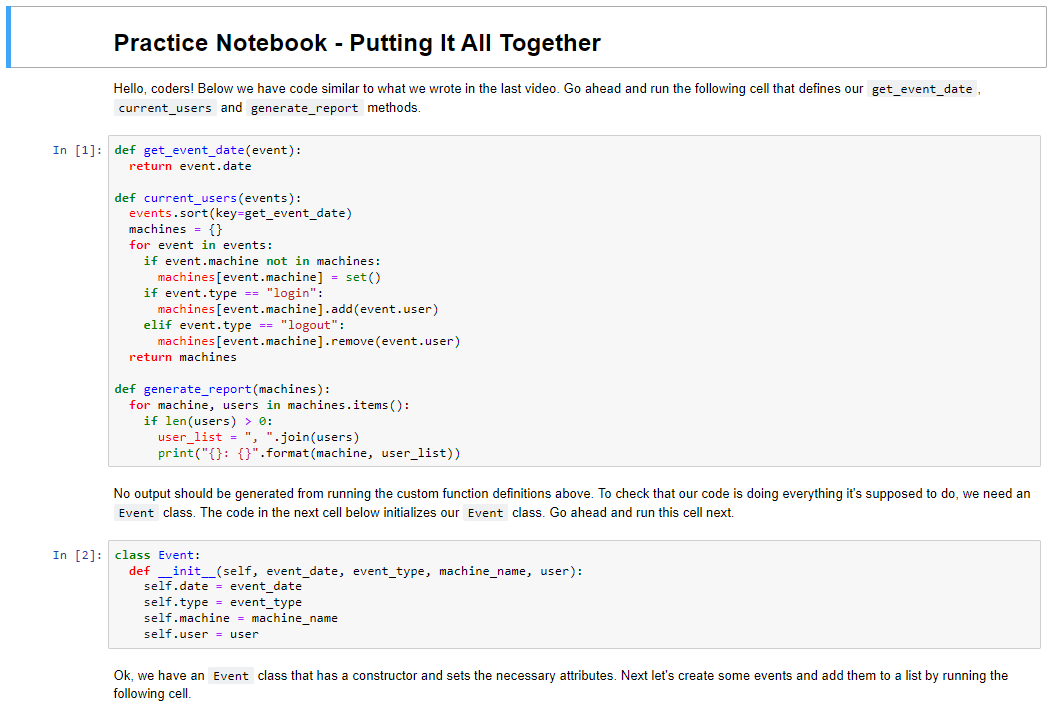 Practice Notebook - Putting It All Together
Hello, coders! Below we have code similar to what we wrote in the last video. Go ahead and run the following cell that defines our get_event_date,
current_users and generate_report methods.
In [1]: def get_event_date(event):
  return event.date

def current_users(events):
  events.sort(key=get_event_date)
  machines = {}
  for event in events:
    if event.machine not in machines:
      machines[event.machine] = set()
    if event.type == "login":
      machines[event.machine].add(event.user)
    elif event.type == "logout":
      machines[event.machine].remove(event.user)
  return machines

def generate_report(machines):
  for machine, users in machines.items():
    if len(users) > 0:
      user_list = ", ".join(users)
      print("{}: {}".format(machine, user_list))
No output should be generated from running the custom function definitions above. To check that our code is doing everything it's supposed to do, we need an
Event class. The code in the next cell below initializes our Event class. Go ahead and run this cell next.
In [2]: class Event:
  def __init__(self, event_date, event_type, machine_name, user):
    self.date = event_date
    self.type = event_type
    self.machine = machine_name
    self.user = user
Ok, we have an Event class that has a constructor and sets the necessary attributes. Next let's create some events and add them to a list by running the
following cell.